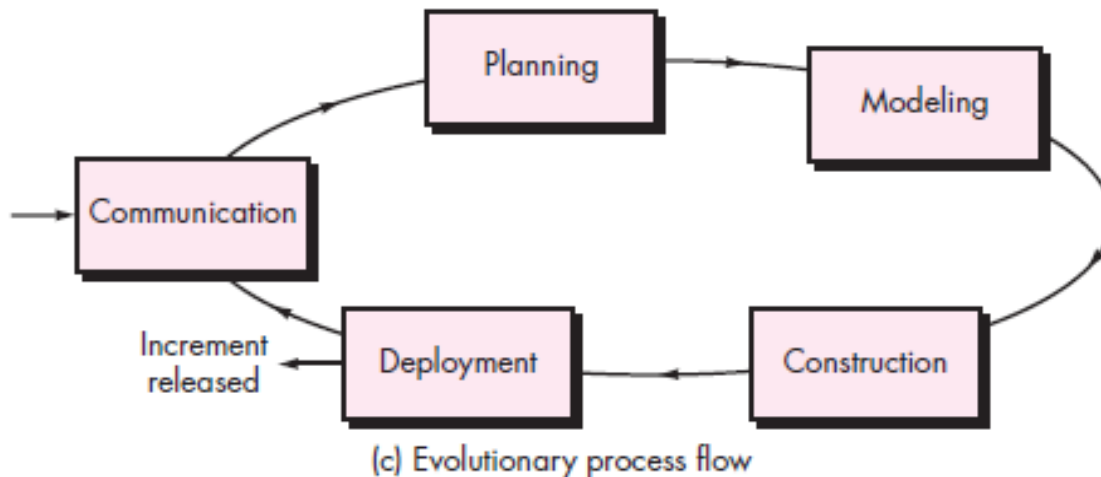 Planning
Modeling
Communication
Increment
released
Deployment
Construction
(c) Evolutionary process flow